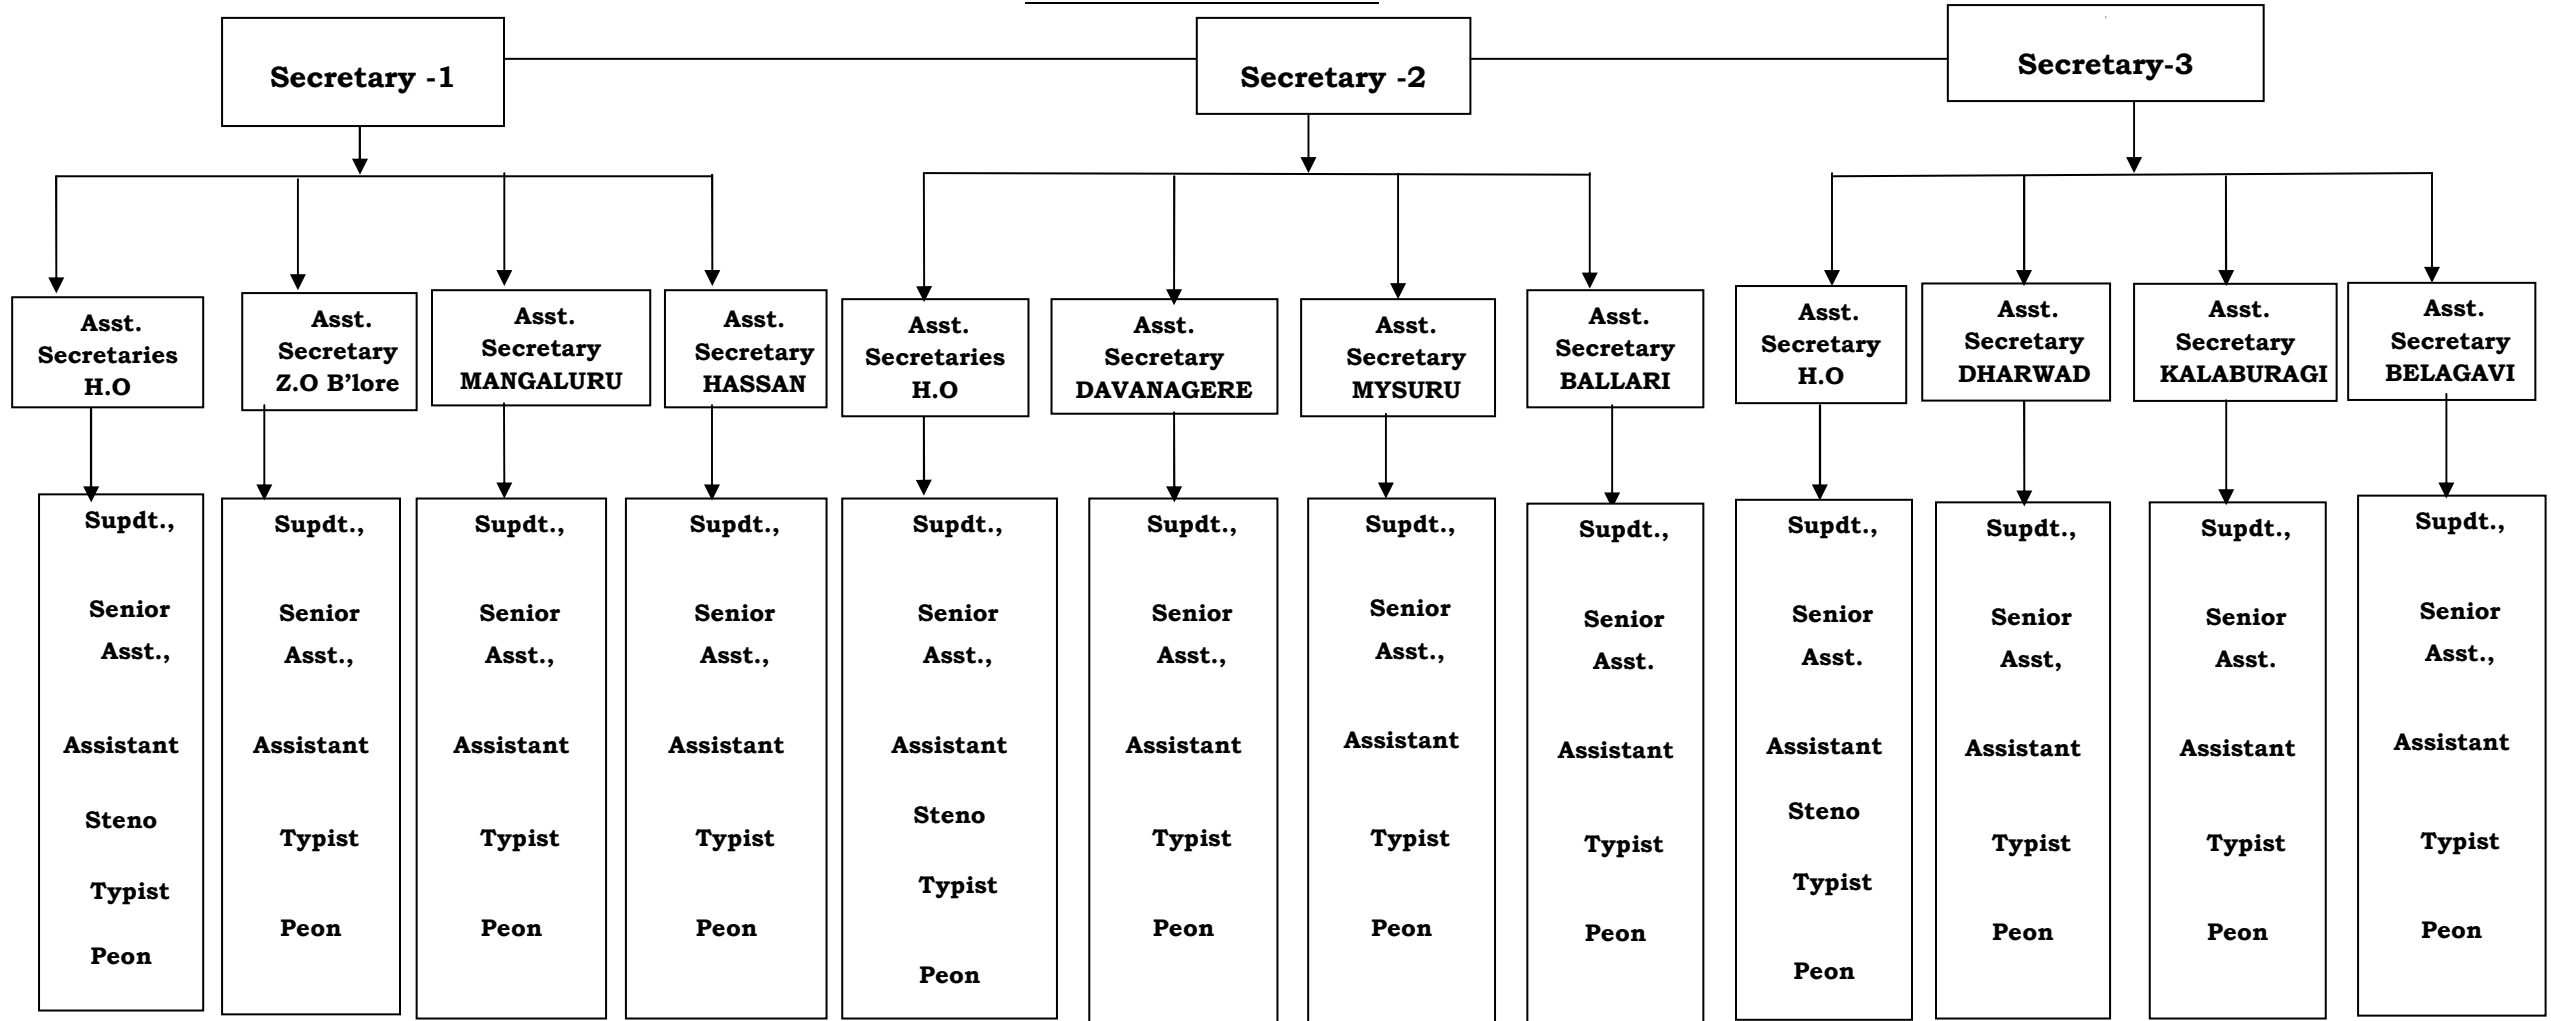 Secretary -1
Secretary -2
Secretary-3
Asst.
Secretaries
H.O
Asst.
Secretary
Z.O B’lore
Asst.
Secretary
MANGALURU
Asst.
Secretary
HASSAN
Asst.
Secretaries
H.O
Asst.
Secretary
DAVANAGERE
Asst.
Secretary
MYSURU
Asst.
Secretary
BALLARI
Asst.
Secretary
H.O
Asst.
Secretary
DHARWAD
Asst.
Secretary
KALABURAGI
Asst.
Secretary
BELAGAVI
Supdt.,
Senior
Asst.,
Assistant
Steno
Typist
Peon
Supdt.,
Senior
Asst.,
Assistant
Typist
Peon
Supdt.,
Senior
Asst.,
Assistant
Typist
Peon
Supdt.,
Senior
Asst.,
Assistant
Typist
Peon
Supdt.,
Senior
Asst.,
Assistant
Steno
Typist
Peon
Supdt.,
Senior
Asst.,
Assistant
Typist
Peon
Supdt.,
Senior
Asst.,
Assistant
Typist
Peon
Supdt.,
Senior
Asst.
Assistant
Typist
Peon
Supdt.,
Senior
Asst.
Assistant
Steno
Typist
Peon
Supdt.,
Senior
Asst,
Assistant
Typist
Peon
Supdt.,
Senior
Asst.
Assistant
Typist
Peon
Supdt.,
Senior
Asst.,
Assistant
Typist
Peon